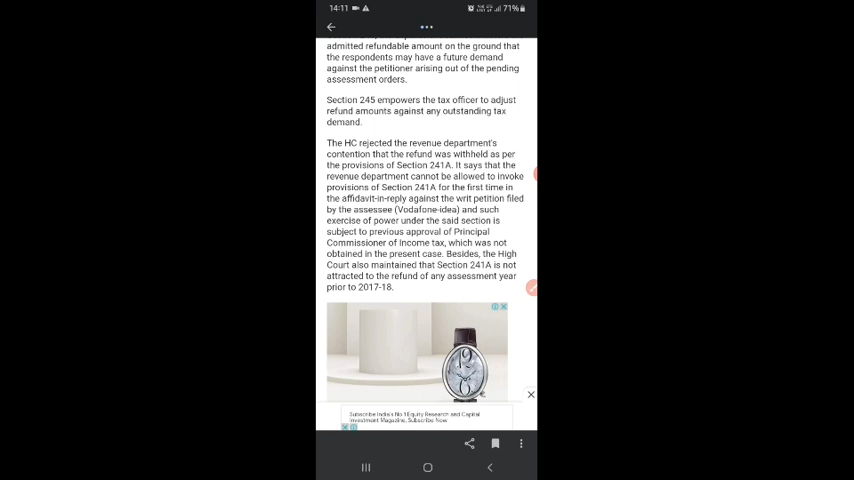 14:11
71%
admitted refundable amount on the ground that
the respondents may have a future demand
against the petitioner arising out of the pending
assessment orders.
Section 245 empowers the tax officer to adjust
refund amounts against any outstanding tax
demand.
The HC rejected the revenue department's
contention that the refund was withheld as per
the provisions of Section 241A. It says that the
revenue department cannot be allowed to invoke
provisions of Section 241A for the first time in
the affidavit-in-reply against the writ petition filed
by the assessee (Vodafone-idea) and such
exercise of power under the said section is
subject to previous approval of Principal
Commissioner of Income tax, which was not
obtained in the present case. Besides, the High
Court also maintained that Section 241A is not
attracted to the refund of any assessment year
prior to 2017-18.
Subscribe India's No.1 Equity Research and Capital
Investment Magazine, Subscribe Now.